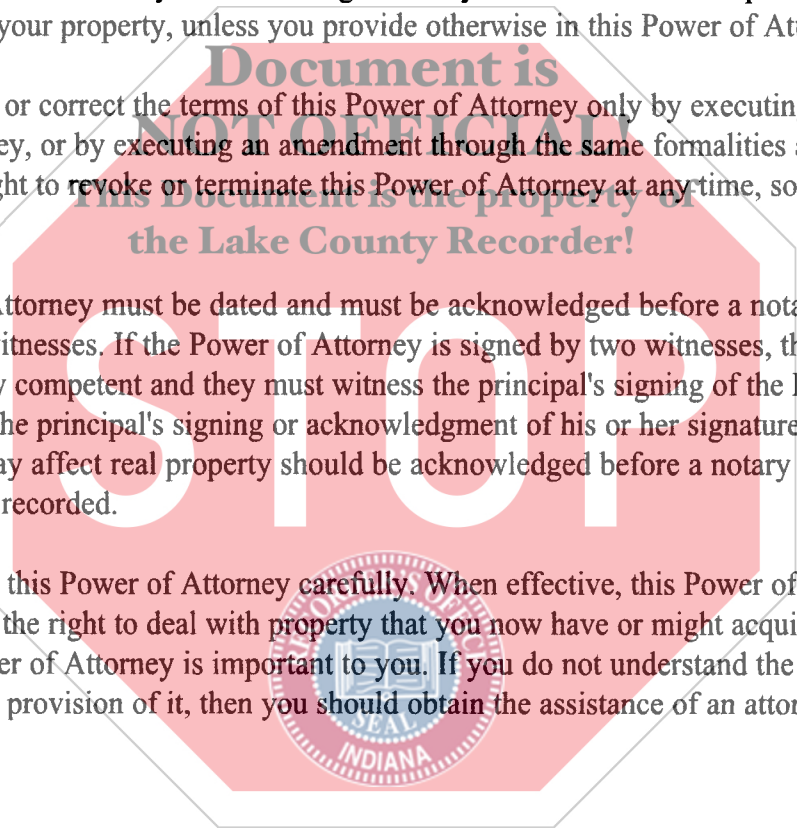 your property, unless you provide otherwise in this Power of At
Document is
or correct the terms of this Power of Attorney only by executin
NOT OFFICIAL!
ey, or by executing an amendment through the same formalities a
ght to revoke or terminate this Power of Attorney at any time, so
This Document is the property of
the Lake County Recorder!
Attorney must be dated and must be acknowledged before a nota
itnesses. If the Power of Attorney is signed by two witnesses, th
y competent and they must witness the principal's signing of the
he principal's signing or acknowledgment of his or her signature
ay affect real property should be acknowledged before a notary
recorded.
STOP
this Power of Attorney carefully. When effective, this Power of
the right to deal with property that you now have or might acqui
er of Attorney is important to you. If you do not understand the
provision of it, then you should obtain the assistance of an attor
RECORDER'S OFFICE
SEAL
INDIANA